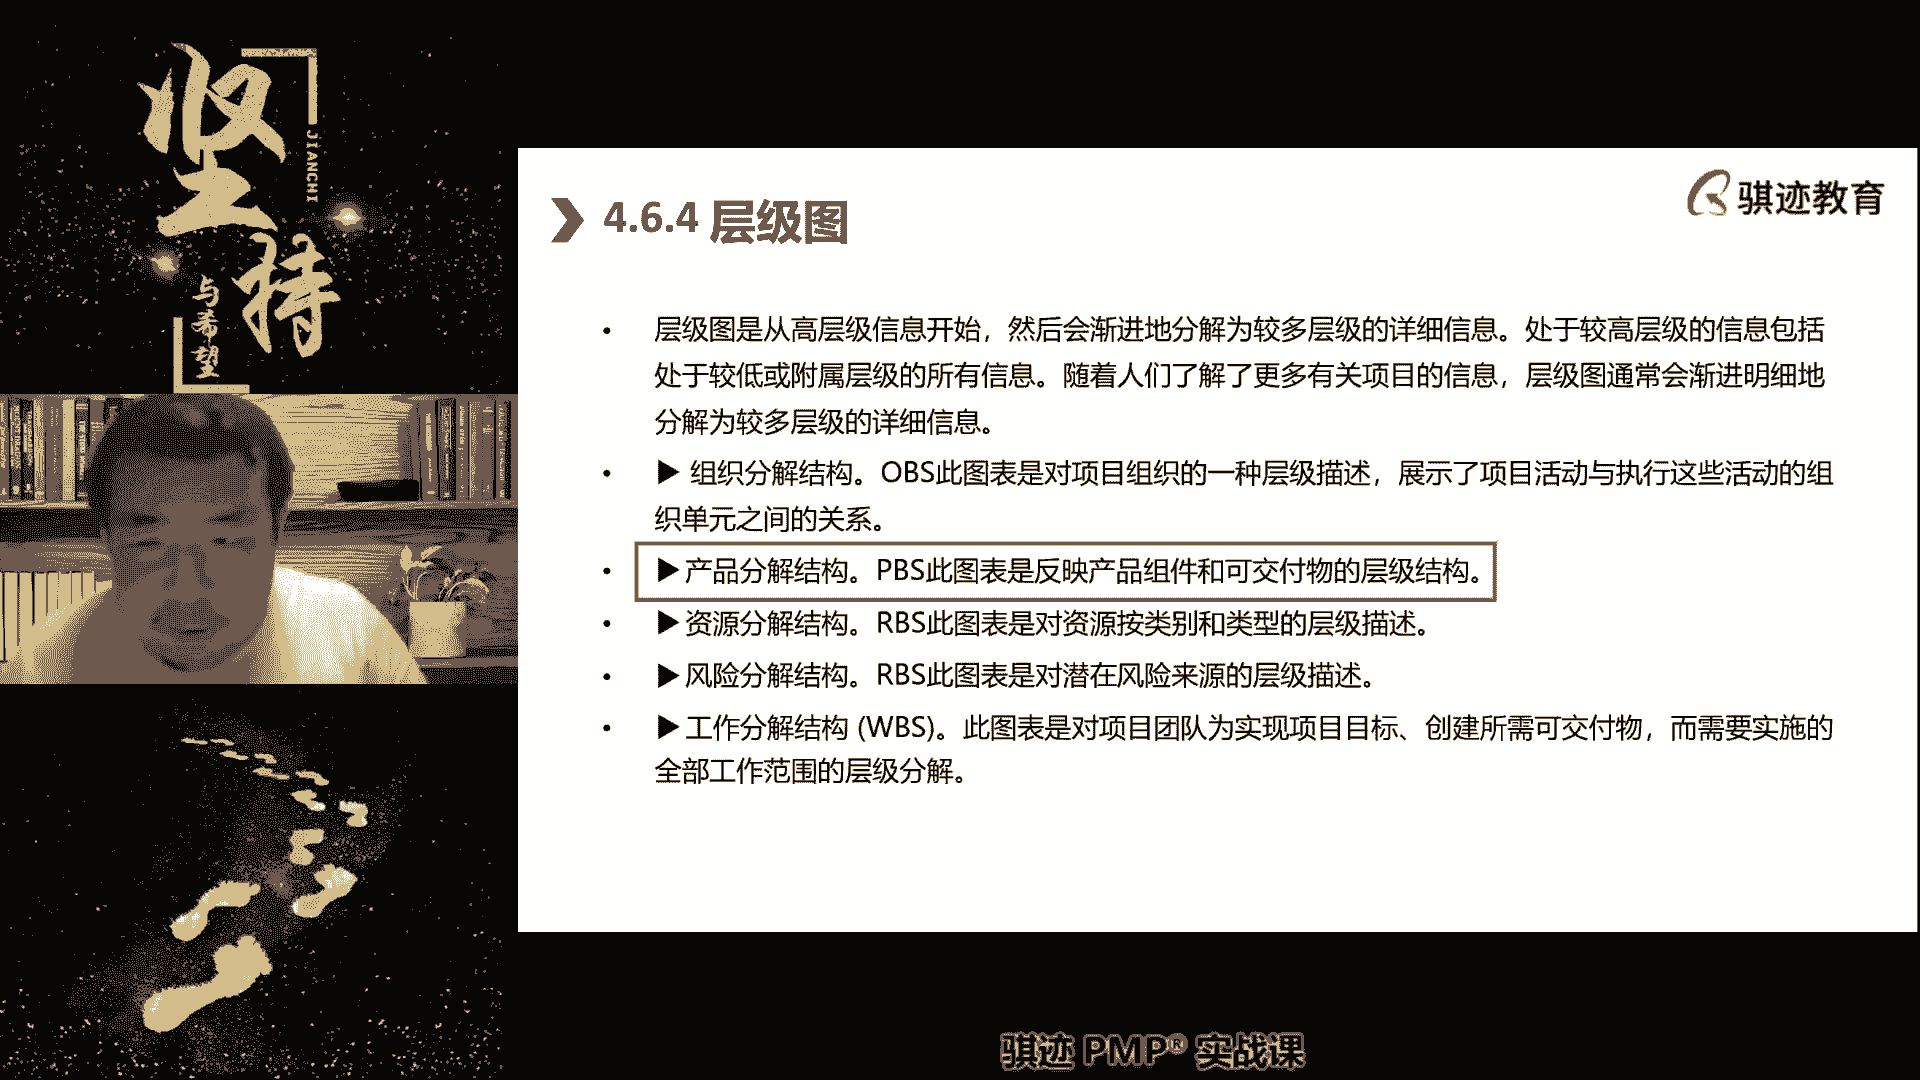 坚持
JIANCHI
与希望
骐迹教育
4.6.4 层级图
• 层级图是从高层级信息开始，然后会渐进地分解为较多层级的详细信息。处于较高层级的信息包括
处于较低或附属层级的所有信息。随着人们了解了更多有关项目的信息，层级图通常会渐进明细地
分解为较多层级的详细信息。
• ▶ 组织分解结构。OBS此图表是对项目组织的一种层级描述，展示了项目活动与执行这些活动的组
织单元之间的关系。
• ▶ 产品分解结构。PBS此图表是反映产品组件和可交付物的层级结构。
• ▶ 资源分解结构。RBS此图表是对资源按类别和类型的层级描述。
• ▶ 风险分解结构。RBS此图表是对潜在风险来源的层级描述。
• ▶ 工作分解结构 (WBS)。此图表是对项目团队为实现项目目标、创建所需可交付物，而需要实施的
全部工作范围的层级分解。
骐迹 PMP® 实战课